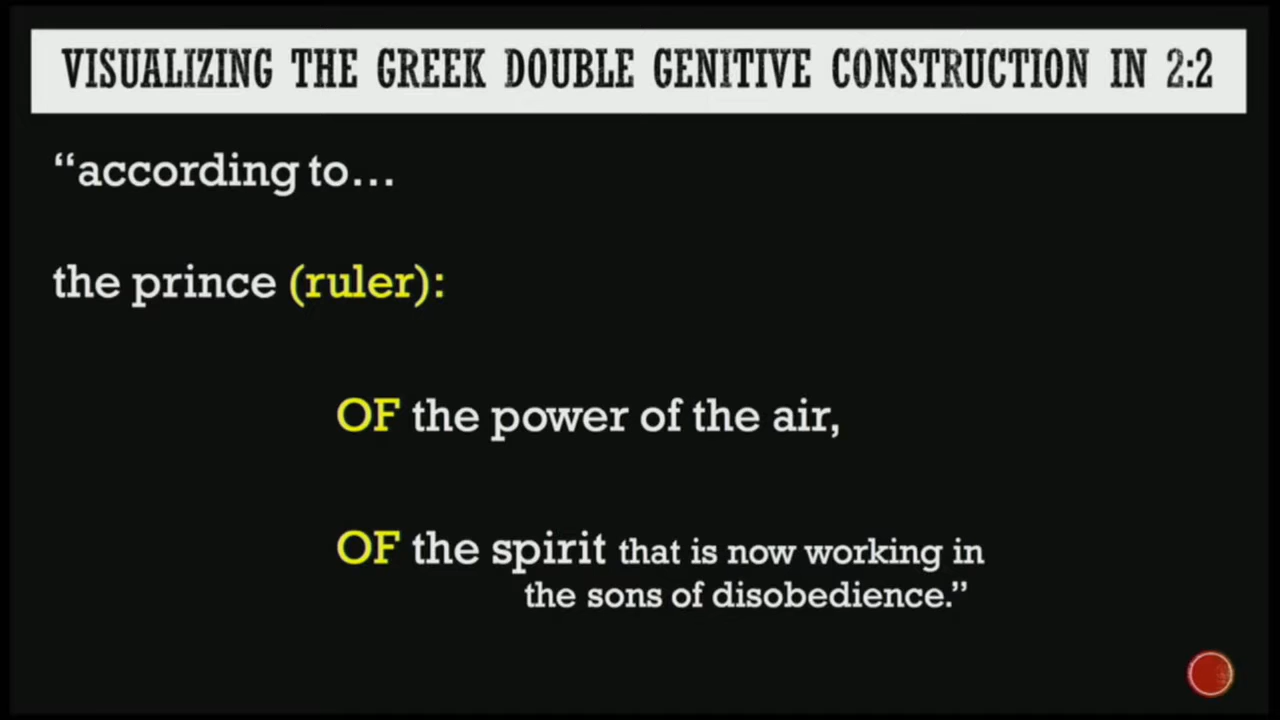 VISUALIZING THE GREEK DOUBLE GENITIVE CONSTRUCTION IN 2:2
“according to…
the prince (ruler):
OF the power of the air,
OF the spirit that is now working in
the sons of disobedience.”